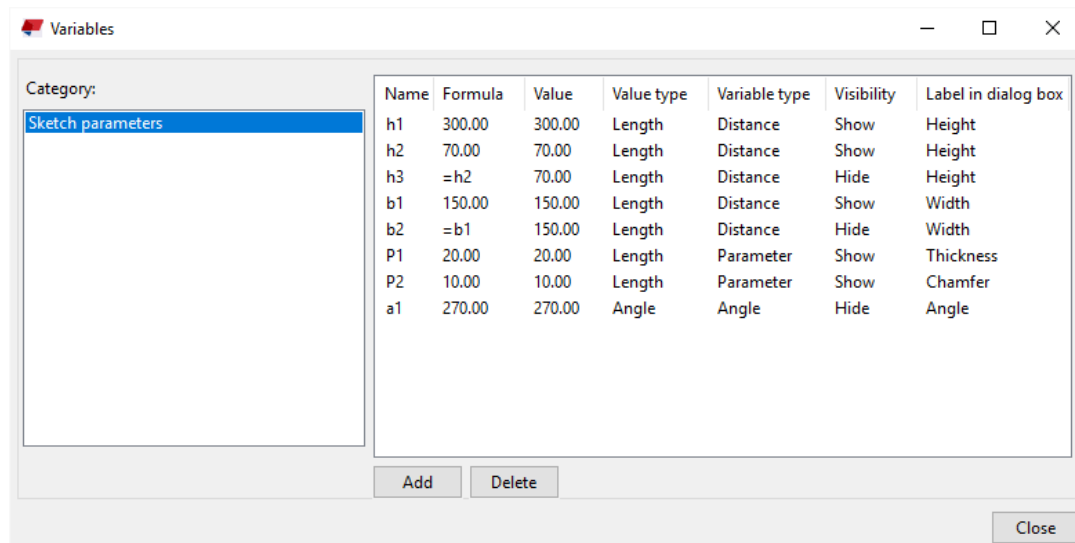 Variables
Category:
Sketch parameters
Name Formula Value Value type Variable type Visibility Label in dialog box
h1 300.00 300.00 Length Distance Show Height
h2 70.00 70.00 Length Distance Show Height
h3 =h2 70.00 Length Distance Hide Height
b1 150.00 150.00 Length Distance Show Width
b2 =b1 150.00 Length Distance Hide Width
P1 20.00 20.00 Length Parameter Show Thickness
P2 10.00 10.00 Length Parameter Show Chamfer
a1 270.00 270.00 Angle Angle Hide Angle
Add Delete
Close